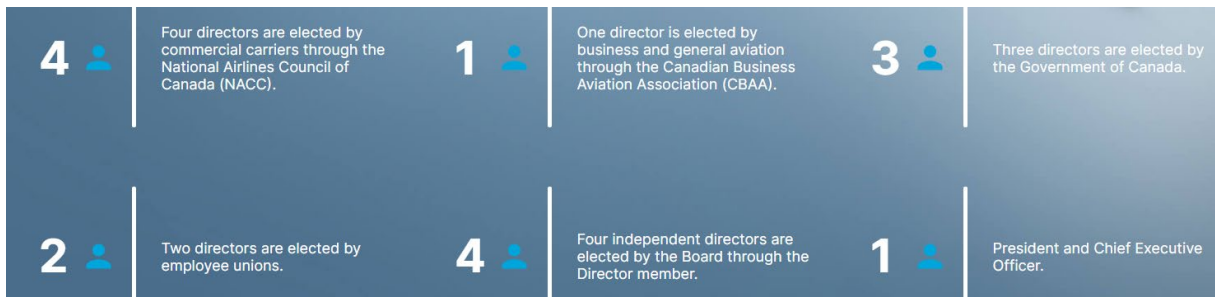 4
Four directors are elected by
commercial carriers through the
National Airlines Council of
Canada (NACC).
1
One director is elected by
business and general aviation
through the Canadian Business
Aviation Association (CBAA).
3
Three directors are elected by
the Government of Canada.
2
Two directors are elected by
employee unions.
4
Four independent directors are
elected by the Board through the
Director member.
1
President and Chief Executive
Officer.